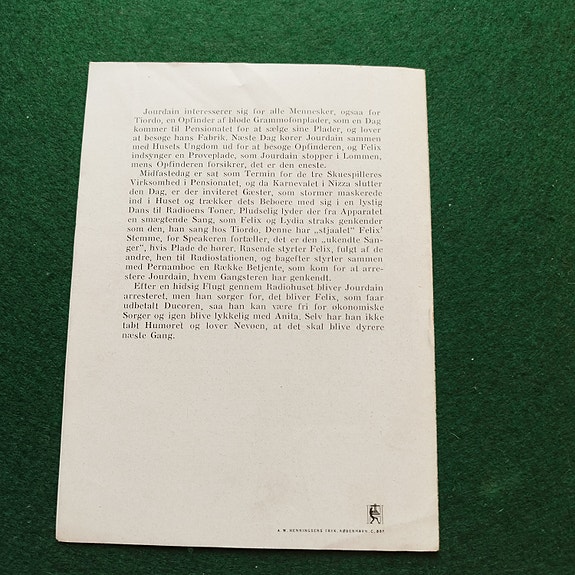 Jourdain interesserer sig for alle Mennesker, ogsaa for
Tiordo, en Opfinder af bløde Grammofonplader, som en Dag
kommer til Pensionatet for at sælge sine Plader, og lover
at besøge hans Fabrik. Næste Dag kører Jourdain sammen
med Husets Ungdom ud for at besøge Opfinderen, og Felix
indsynger en Prøveplade, som Jourdain stopper i Lommen,
mens Opfinderen forsikrer, det er den eneste.
Midfastedag er sat som Termin for de tre Skuespilleres
Virksomhed i Pensionatet, og da Karnevalet i Nizza slutter
den Dag, er der inviteret Gæster, som stormer maskerede
ind i Huset og trækker dets Beboere med sig i en lystig
Dans til Radioens Toner. Pludselig lyder der fra Apparatet
en smægtende Sang, som Felix og Lydia straks genkender
som den, han sang hos Tiordo. Denne har „stjaalet" Felix'
Stemme, for Speakeren fortæller, det er den „ukendte San-
ger", hvis Plade de hører. Rasende styrter Felix, fulgt af de
andre, hen til Radiostationen, og bagefter styrter sammen
med Pernamboc en Række Betjente, som kom for at arre-
stere Jourdain, hvem Gangsteren har genkendt.
Efter en hidsig Flugt gennem Radiohuset bliver Jourdain
arresteret, men han sørger for, det bliver Felix, som faar
udbetalt Dusøren, saa han kan være fri for økonomiske
Sorger og igen blive lykkelig med Anita. Selv har han ikke
tabt Humøret og lover Nevøen, at det skal blive dyrere
næste Gang.
A. W. HENNINGSENS TRYK, KØBENHAVN. C.